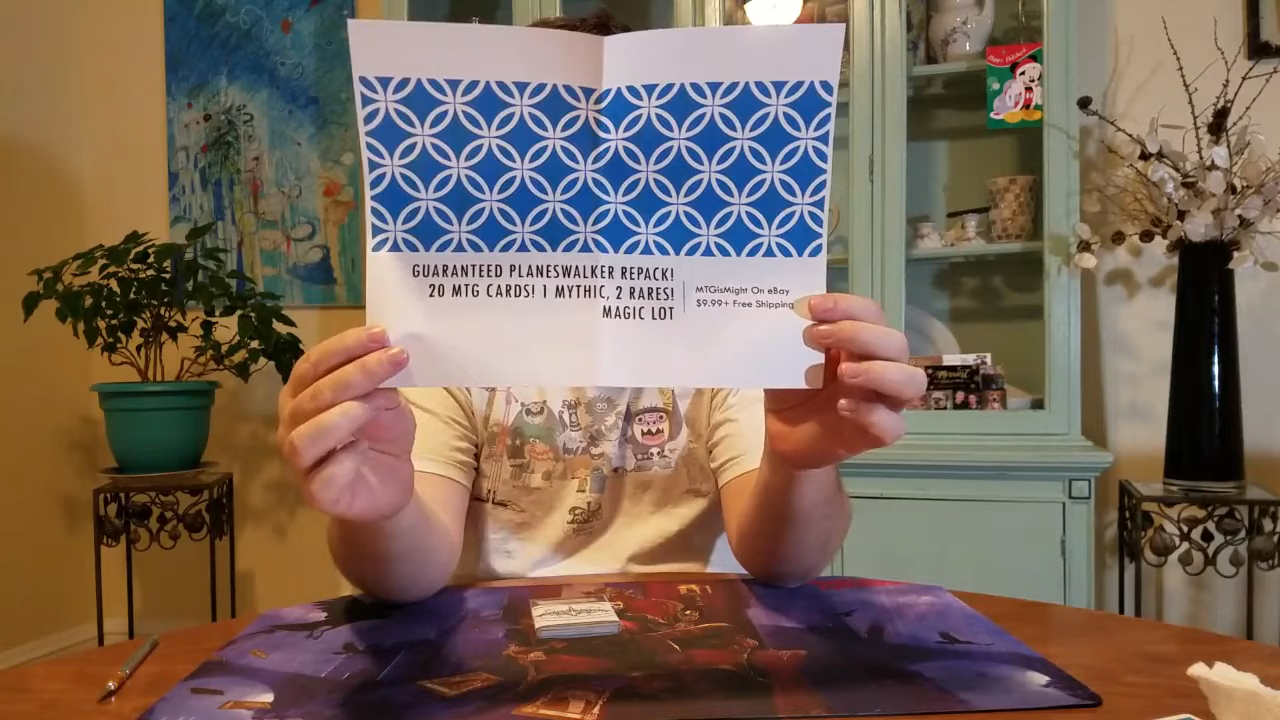 GUARANTEED PLANESWALKER REPACK!
20 MTG CARDS! 1 MYTHIC, 2 RARES!
MAGIC LOT
MTGisMight On eBay
$9.99+ Free Shipping